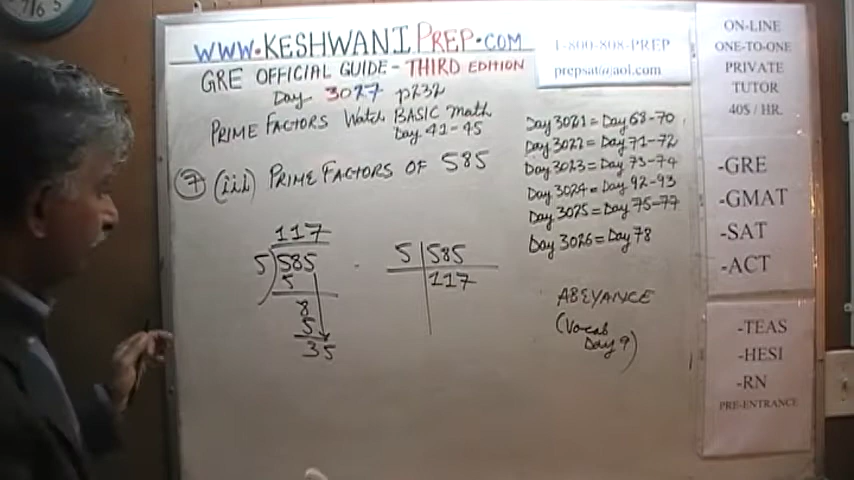 WWW.KESHWANIPREP.COM
GRE OFFICIAL GUIDE - THIRD EDITION
Day 3027 p232
PRIME FACTORS Watch BASIC Math
Day 41-45
7 (iii) PRIME FACTORS OF 585
117
5 585
5
8
5
35
5 585
117
1-800-808-PREP
prepsat@aol.com
Day 3021 = Day 68-70
Day 3022 = Day 71-72
Day 3023 = Day 73-74
Day 3024 = Day 92-93
Day 3025 = Day 75-77
Day 3026 = Day 78
ABEYANCE
(Vocab
Day 9)
ON-LINE
ONE-TO-ONE
PRIVATE
TUTOR
40$ / HR.
-GRE
-GMAT
-SAT
-ACT
-TEAS
-HESI
-RN
PRE-ENTRANCE